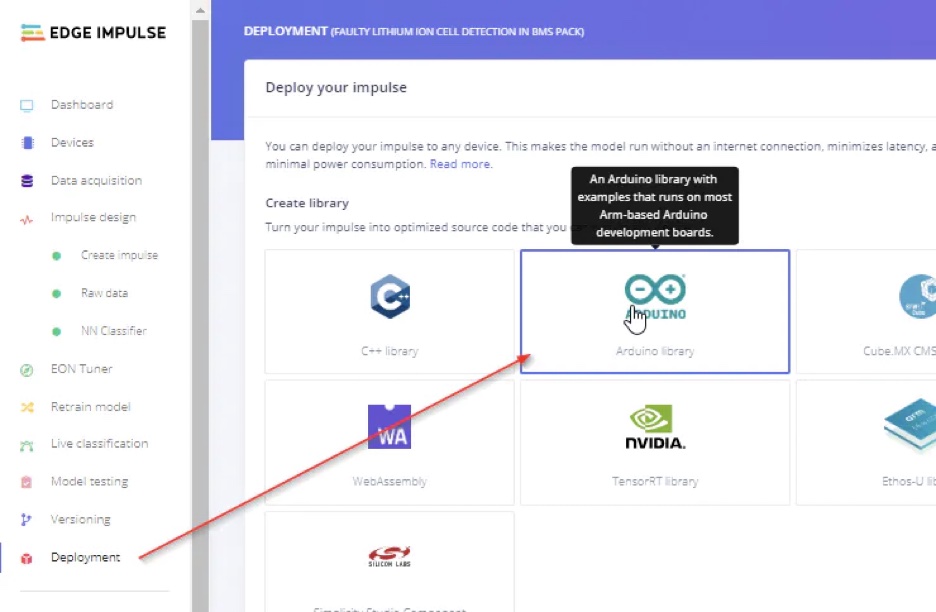 EDGE IMPULSE
Dashboard
Devices
Data acquisition
Impulse design
Create impulse
Raw data
NN Classifier
EON Tuner
Retrain model
Live classification
Model testing
Versioning
Deployment
DEPLOYMENT (FAULTY LITHIUM ION CELL DETECTION IN BMS PACK)
Deploy your impulse
You can deploy your impulse to any device. This makes the model run without an internet connection, minimizes latency,
minimal power consumption. Read more.
An Arduino library with
examples that runs on most
Arm-based Arduino
development boards.
Create library
Turn your impulse into optimized source code that you
C++ library
ARDUINO
Arduino library
Cube.MX CMS
WA
WebAssembly
NVIDIA.
TensorRT library
arm
Ethos-U lib
SILICON LABS
Simplicity Studio Component